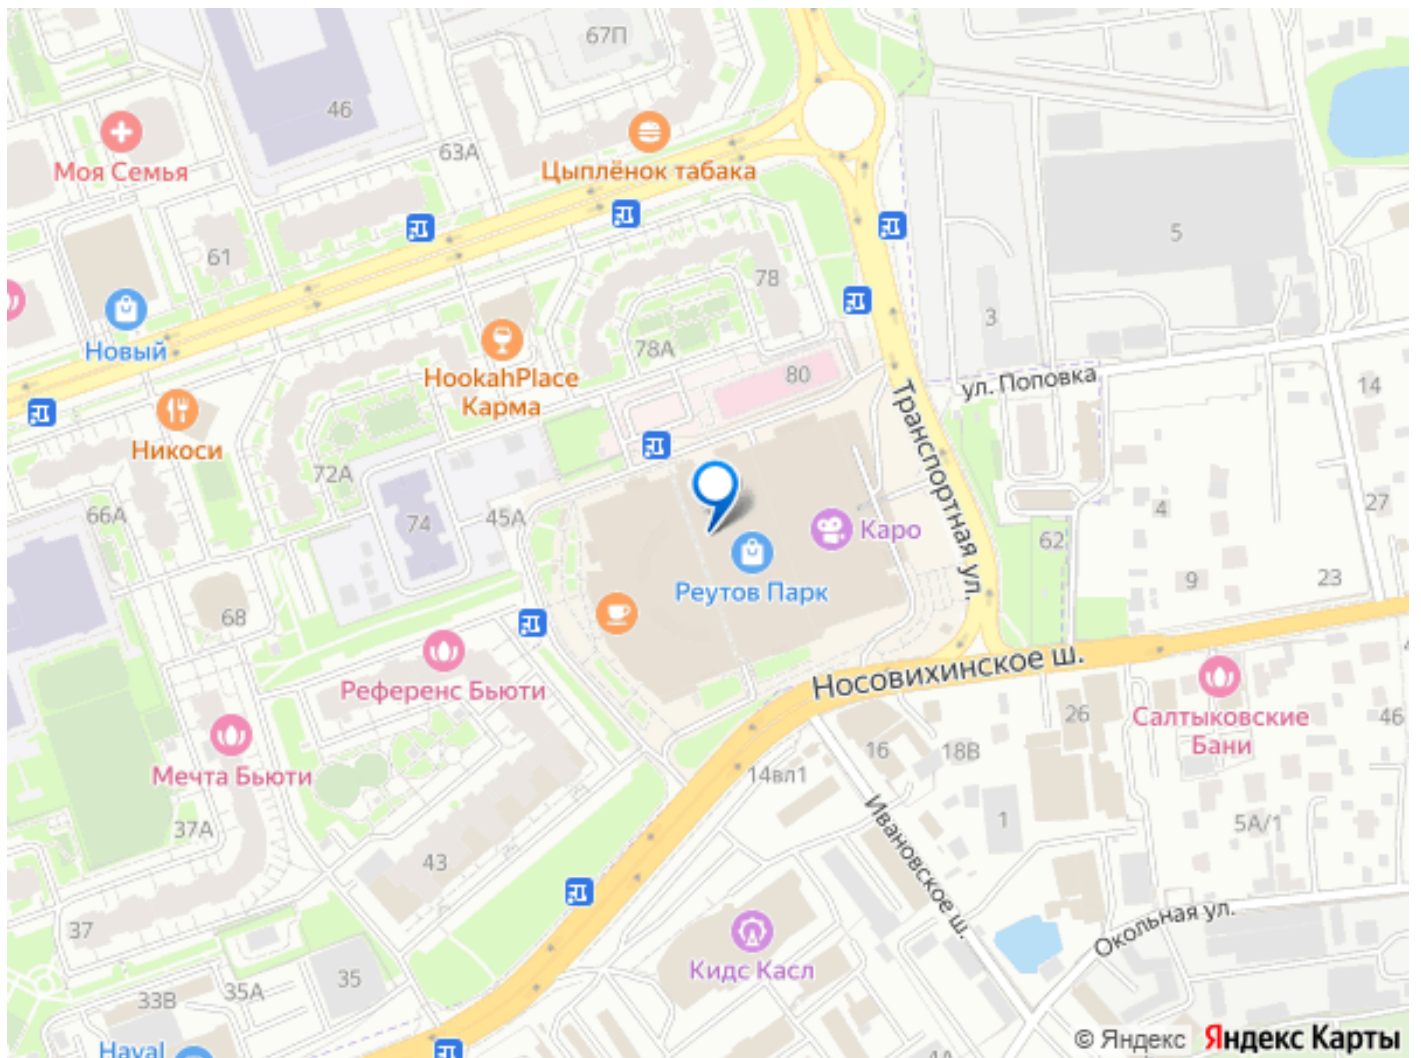 67П
46
Моя Семья
63А
Цыплёнок табака
61
78
5
3
Новый
78А
80
HookahPlace
Карма
ул. Поповка
14
Никоси
Транспортная ул.
72А
66А
74
45А
Каро
4
27
62
Реутов Парк
9
23
68
Референс Бьюти
Носовихинское ш.
Салтыковские
Бани
26
46
16
18В
Мечта Бьюти
14вл1
37А
Ивановское ш.
1
5А/1
43
37
Окольная ул.
Кидс Касл
35
35А
33В
Haval
© Яндекс
Яндекс Карты